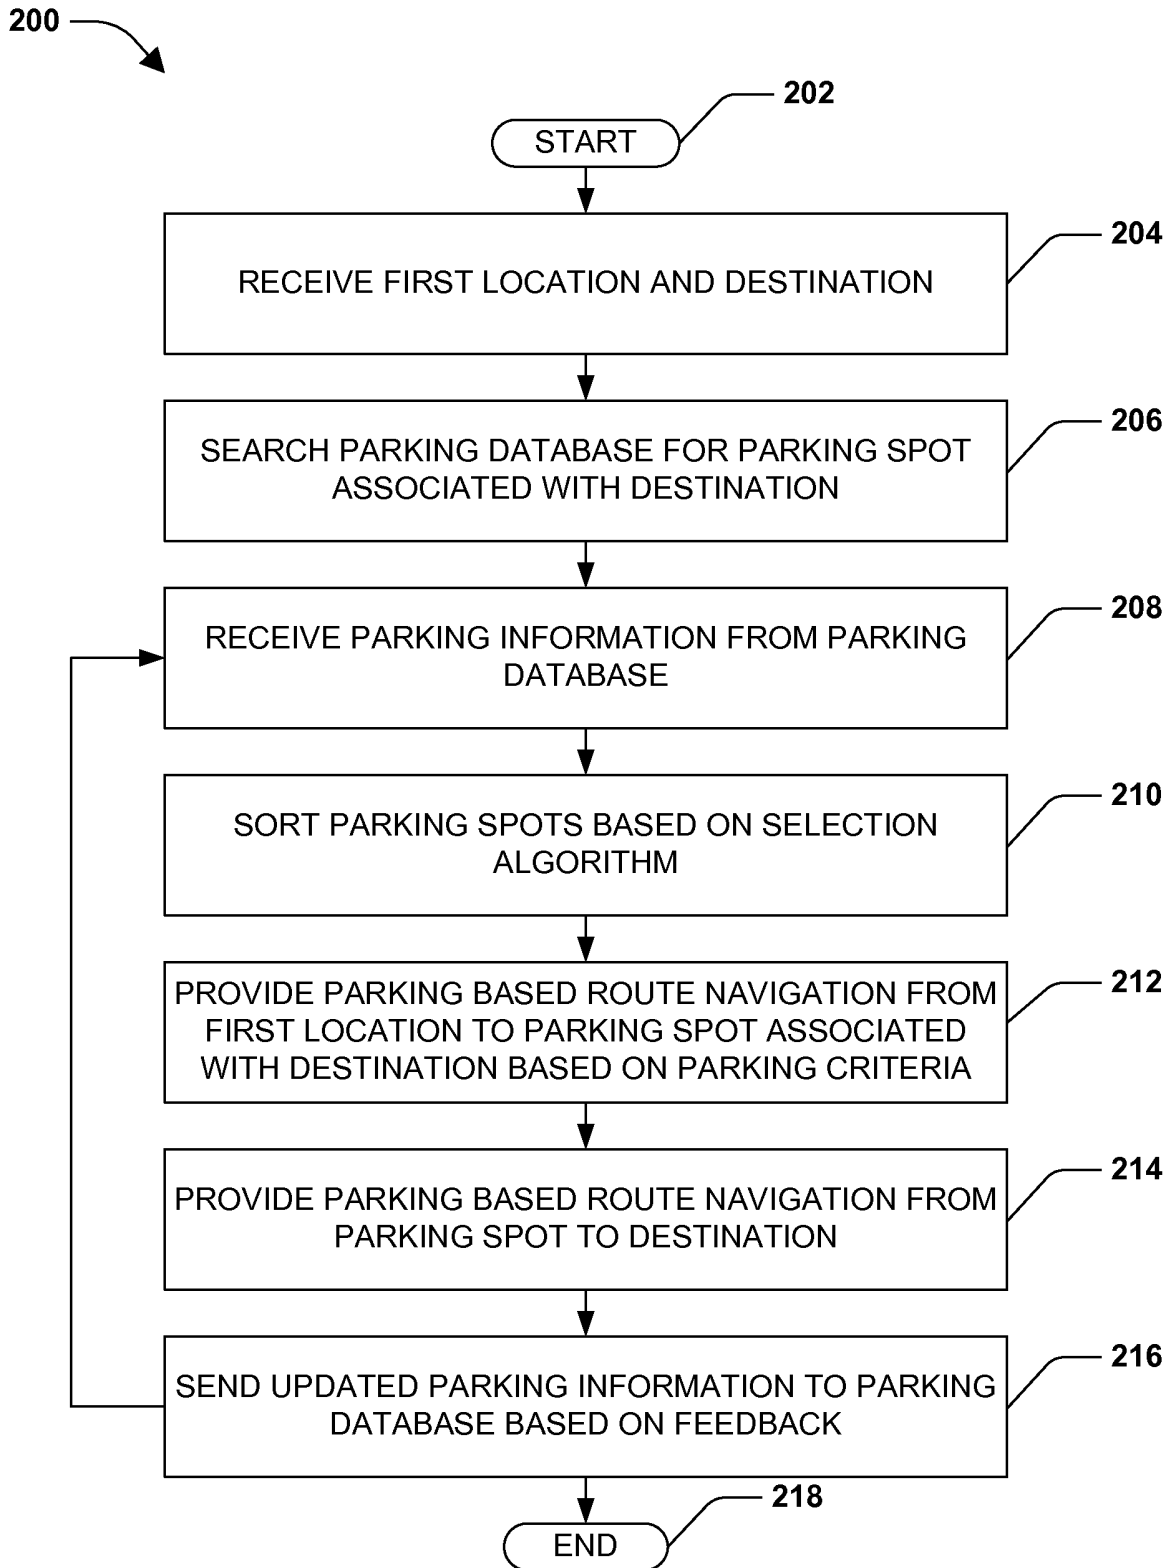 200
202
START
204
RECEIVE FIRST LOCATION AND DESTINATION
206
SEARCH PARKING DATABASE FOR PARKING SPOT
ASSOCIATED WITH DESTINATION
208
RECEIVE PARKING INFORMATION FROM PARKING
DATABASE
210
SORT PARKING SPOTS BASED ON SELECTION
ALGORITHM
212
PROVIDE PARKING BASED ROUTE NAVIGATION FROM
FIRST LOCATION TO PARKING SPOT ASSOCIATED
WITH DESTINATION BASED ON PARKING CRITERIA
214
PROVIDE PARKING BASED ROUTE NAVIGATION FROM
PARKING SPOT TO DESTINATION
216
SEND UPDATED PARKING INFORMATION TO PARKING
DATABASE BASED ON FEEDBACK
218
END